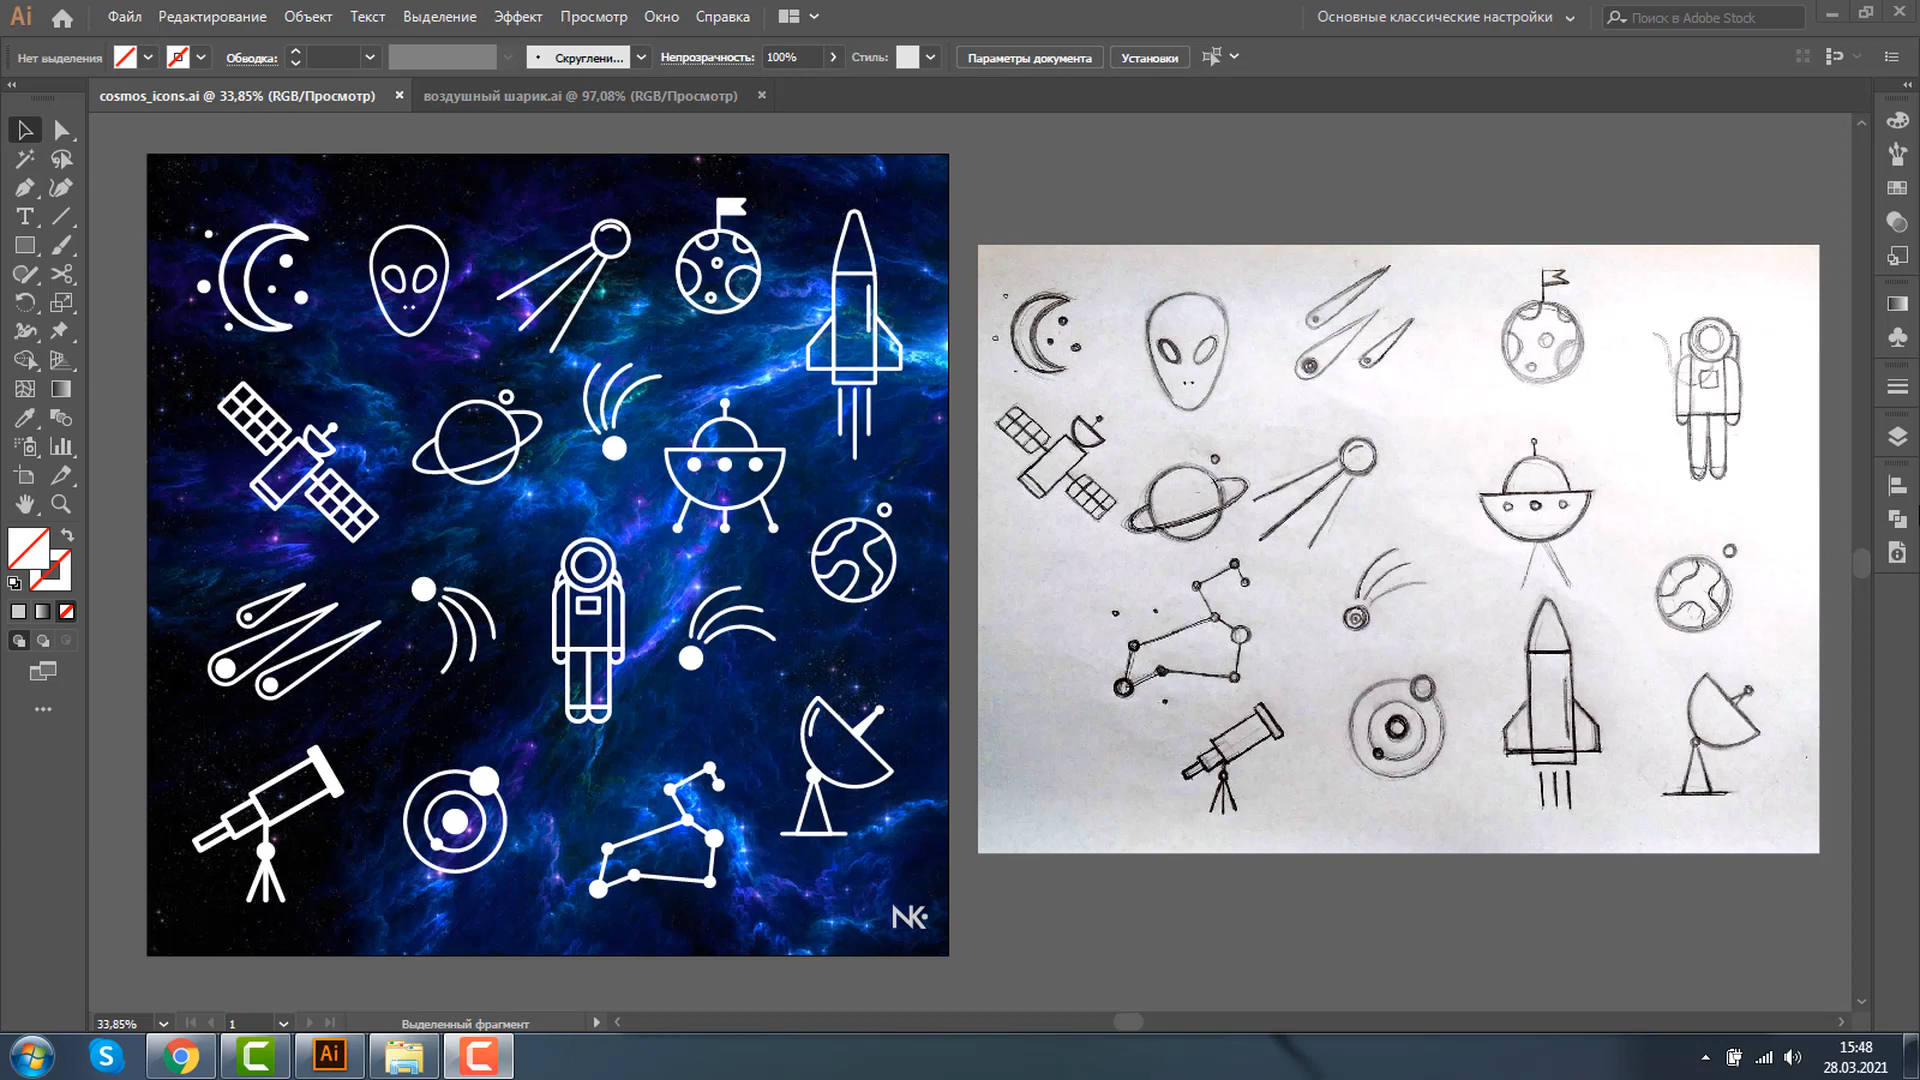 Ai Файл Редактирование Объект Текст Выделение Эффект Просмотр Окно Справка Основные классические настройки Поиск в Adobe Stock
Нет выделения Обводка: Скруглени... Непрозрачность: 100% Стиль: Параметры документа Установки
cosmos_icons.ai @ 33,85% (RGB/Просмотр) × воздушный шарик.ai @ 97,08% (RGB/Просмотр) ×
NK
33,85% 1 Выделенный фрагмент
S C Ai C
15:48
28.03.2021